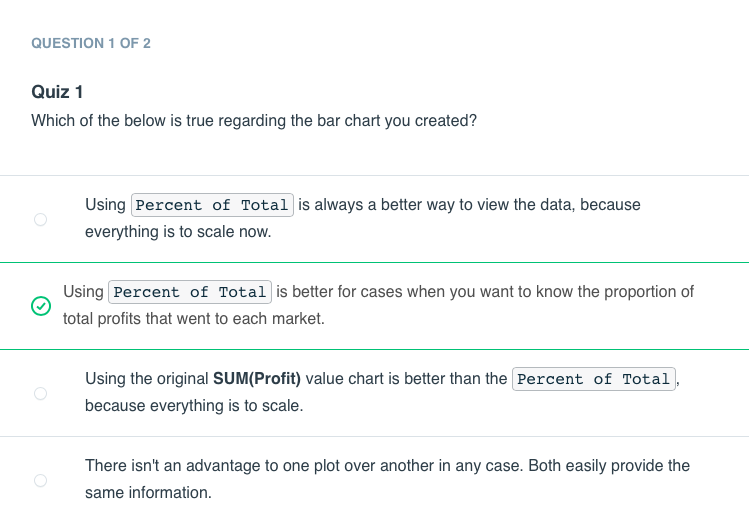 QUESTION 1 OF 2
Quiz 1
Which of the below is true regarding the bar chart you created?
Using Percent of Total is always a better way to view the data, because
everything is to scale now.
Using Percent of Total is better for cases when you want to know the proportion of
total profits that went to each market.
Using the original SUM(Profit) value chart is better than the Percent of Total,
because everything is to scale.
There isn't an advantage to one plot over another in any case. Both easily provide the
same information.